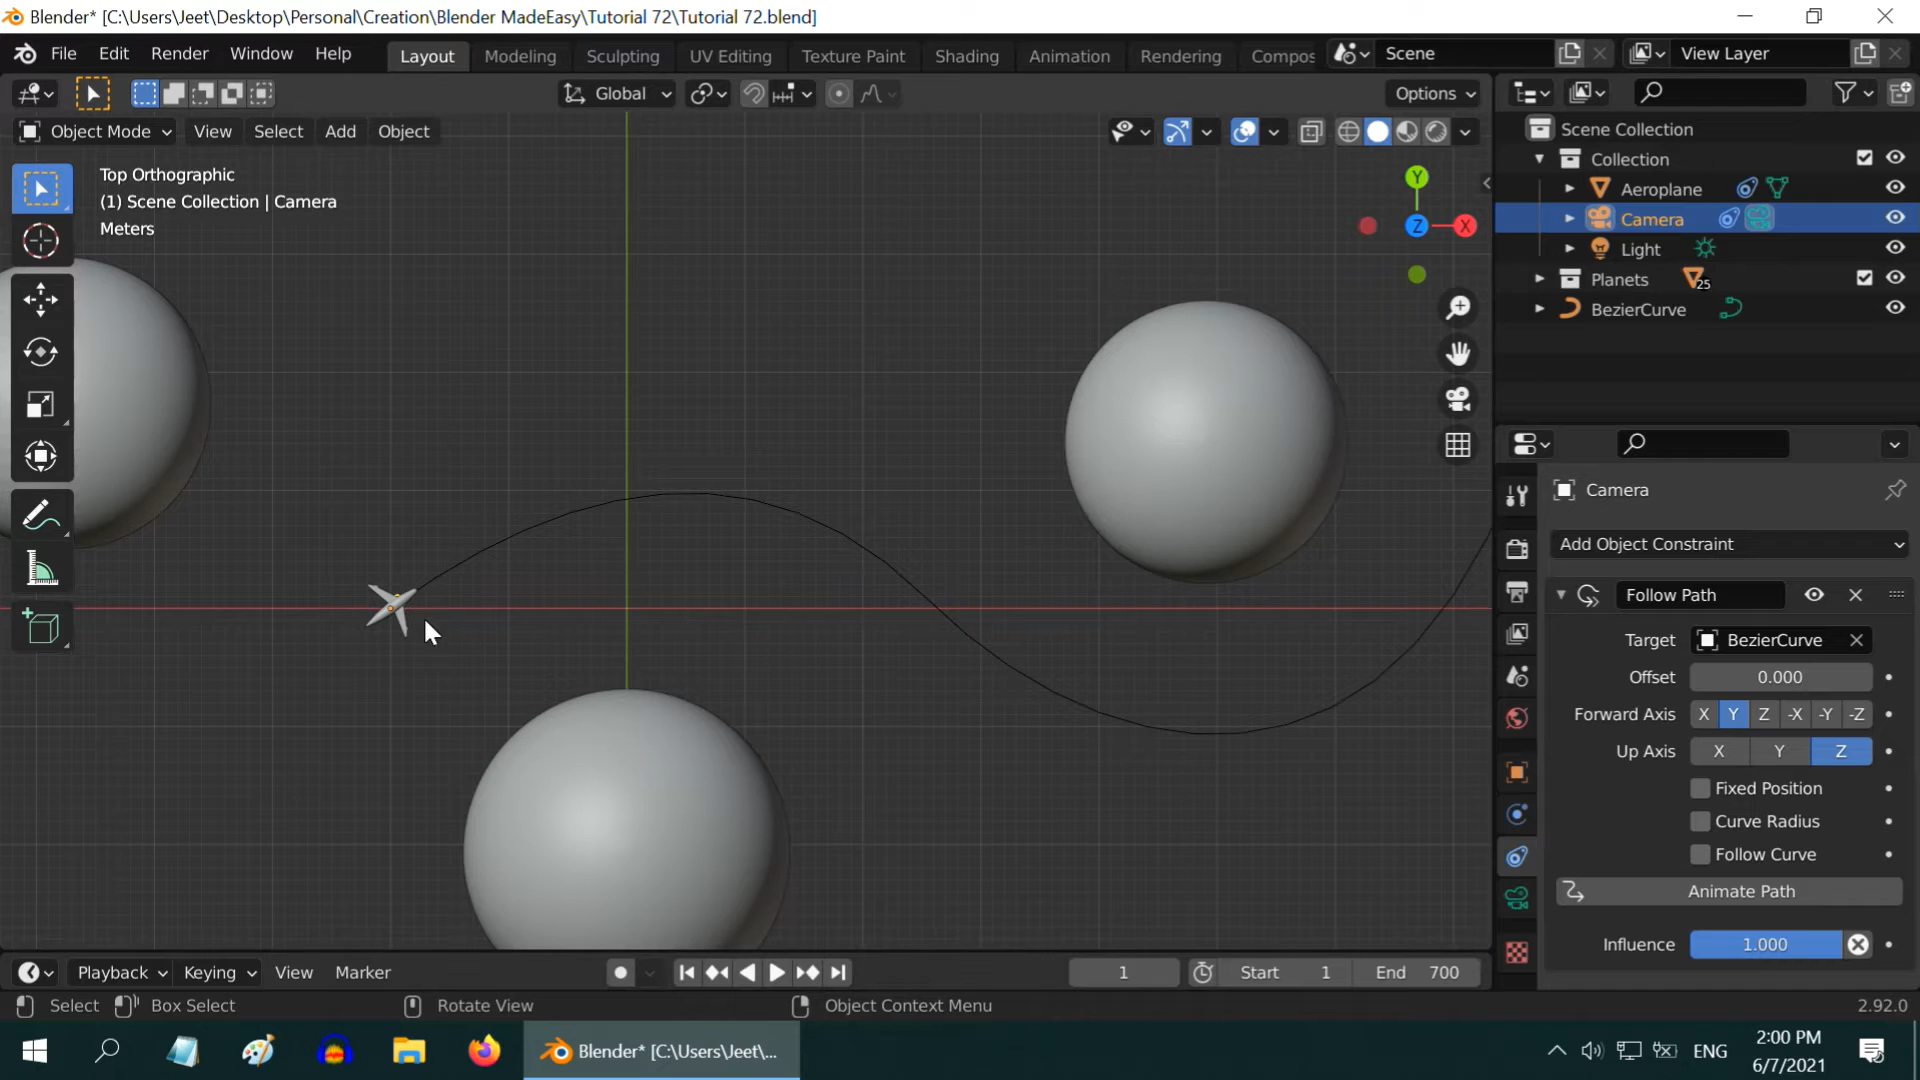 Blender* [C:\Users\Jeet\Desktop\Personal\Creation\Blender MadeEasy\Tutorial 72\Tutorial 72.blend]
File Edit Render Window Help Layout Modeling Sculpting UV Editing Texture Paint Shading Animation Rendering Compos Scene View Layer
Global Options
Object Mode View Select Add Object
Top Orthographic
(1) Scene Collection | Camera
Meters
Y
Z X
Scene Collection
Collection
Aeroplane
Camera
Light
Planets 25
BezierCurve
Camera
Add Object Constraint
Follow Path
Target BezierCurve
Offset 0.000
Forward Axis X Y Z -X -Y -Z
Up Axis X Y Z
Fixed Position
Curve Radius
Follow Curve
Animate Path
Influence 1.000
Playback Keying View Marker 1 Start 1 End 700
Select Box Select Rotate View Object Context Menu 2.92.0
Blender* [C:\Users\Jeet\... ENG 2:00 PM
6/7/2021